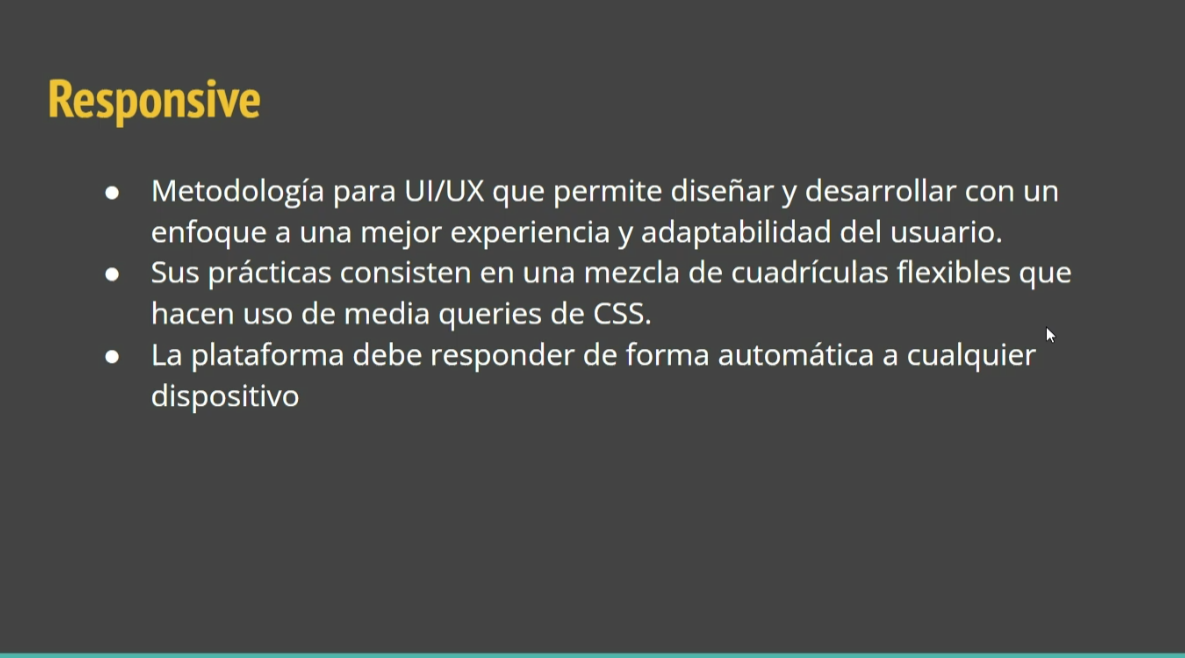 Responsive
● Metodología para UI/UX que permite diseñar y desarrollar con un
enfoque a una mejor experiencia y adaptabilidad del usuario.
● Sus prácticas consisten en una mezcla de cuadrículas flexibles que
hacen uso de media queries de CSS.
● La plataforma debe responder de forma automática a cualquier
dispositivo